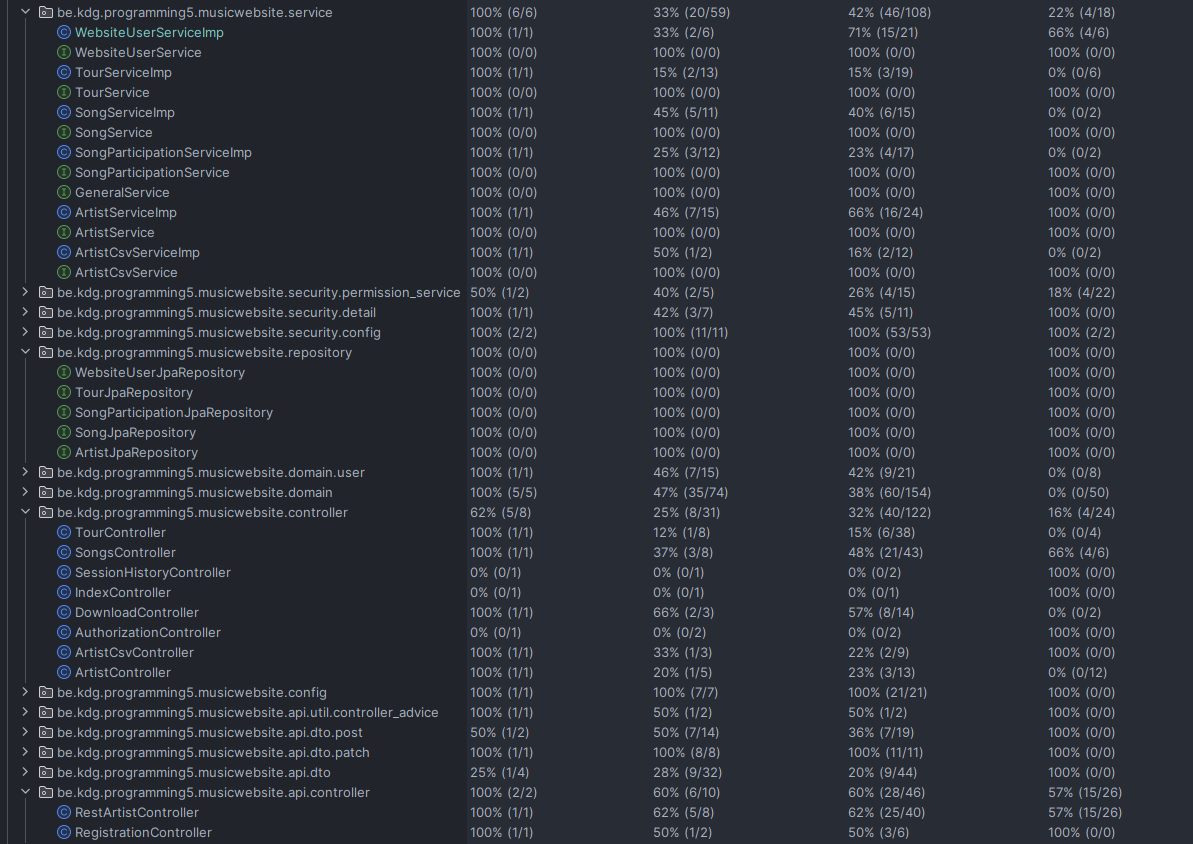 be.kdg.programming5.musicwebsite.service 100% (6/6) 33% (20/59) 42% (46/108) 22% (4/18)
WebsiteUserServiceImp 100% (1/1) 33% (2/6) 71% (15/21) 66% (4/6)
WebsiteUserService 100% (0/0) 100% (0/0) 100% (0/0) 100% (0/0)
TourServiceImp 100% (1/1) 15% (2/13) 15% (3/19) 0% (0/6)
TourService 100% (0/0) 100% (0/0) 100% (0/0) 100% (0/0)
SongServiceImp 100% (1/1) 45% (5/11) 40% (6/15) 0% (0/2)
SongService 100% (0/0) 100% (0/0) 100% (0/0) 100% (0/0)
SongParticipationServiceImp 100% (1/1) 25% (3/12) 23% (4/17) 0% (0/2)
SongParticipationService 100% (0/0) 100% (0/0) 100% (0/0) 100% (0/0)
GeneralService 100% (0/0) 100% (0/0) 100% (0/0) 100% (0/0)
ArtistServiceImp 100% (1/1) 46% (7/15) 66% (16/24) 100% (0/0)
ArtistService 100% (0/0) 100% (0/0) 100% (0/0) 100% (0/0)
ArtistCsvServiceImp 100% (1/1) 50% (1/2) 16% (2/12) 0% (0/2)
ArtistCsvService 100% (0/0) 100% (0/0) 100% (0/0) 100% (0/0)
be.kdg.programming5.musicwebsite.security.permission_service 50% (1/2) 40% (2/5) 26% (4/15) 18% (4/22)
be.kdg.programming5.musicwebsite.security.detail 100% (1/1) 42% (3/7) 45% (5/11) 100% (0/0)
be.kdg.programming5.musicwebsite.security.config 100% (2/2) 100% (11/11) 100% (53/53) 100% (2/2)
be.kdg.programming5.musicwebsite.repository 100% (0/0) 100% (0/0) 100% (0/0) 100% (0/0)
WebsiteUserJpaRepository 100% (0/0) 100% (0/0) 100% (0/0) 100% (0/0)
TourJpaRepository 100% (0/0) 100% (0/0) 100% (0/0) 100% (0/0)
SongParticipationJpaRepository 100% (0/0) 100% (0/0) 100% (0/0) 100% (0/0)
SongJpaRepository 100% (0/0) 100% (0/0) 100% (0/0) 100% (0/0)
ArtistJpaRepository 100% (0/0) 100% (0/0) 100% (0/0) 100% (0/0)
be.kdg.programming5.musicwebsite.domain.user 100% (1/1) 46% (7/15) 42% (9/21) 0% (0/8)
be.kdg.programming5.musicwebsite.domain 100% (5/5) 47% (35/74) 38% (60/154) 0% (0/50)
be.kdg.programming5.musicwebsite.controller 62% (5/8) 25% (8/31) 32% (40/122) 16% (4/24)
TourController 100% (1/1) 12% (1/8) 15% (6/38) 0% (0/4)
SongsController 100% (1/1) 37% (3/8) 48% (21/43) 66% (4/6)
SessionHistoryController 0% (0/1) 0% (0/1) 0% (0/2) 100% (0/0)
IndexController 0% (0/1) 0% (0/1) 0% (0/1) 100% (0/0)
DownloadController 100% (1/1) 66% (2/3) 57% (8/14) 0% (0/2)
AuthorizationController 0% (0/1) 0% (0/2) 0% (0/2) 100% (0/0)
ArtistCsvController 100% (1/1) 33% (1/3) 22% (2/9) 100% (0/0)
ArtistController 100% (1/1) 20% (1/5) 23% (3/13) 0% (0/12)
be.kdg.programming5.musicwebsite.config 100% (1/1) 100% (7/7) 100% (21/21) 100% (0/0)
be.kdg.programming5.musicwebsite.api.util.controller_advice 100% (1/1) 50% (1/2) 50% (1/2) 100% (0/0)
be.kdg.programming5.musicwebsite.api.dto.post 50% (1/2) 50% (7/14) 36% (7/19) 100% (0/0)
be.kdg.programming5.musicwebsite.api.dto.patch 100% (1/1) 100% (8/8) 100% (11/11) 100% (0/0)
be.kdg.programming5.musicwebsite.api.dto 25% (1/4) 28% (9/32) 20% (9/44) 100% (0/0)
be.kdg.programming5.musicwebsite.api.controller 100% (2/2) 60% (6/10) 60% (28/46) 57% (15/26)
RestArtistController 100% (1/1) 62% (5/8) 62% (25/40) 57% (15/26)
RegistrationController 100% (1/1) 50% (1/2) 50% (3/6) 100% (0/0)